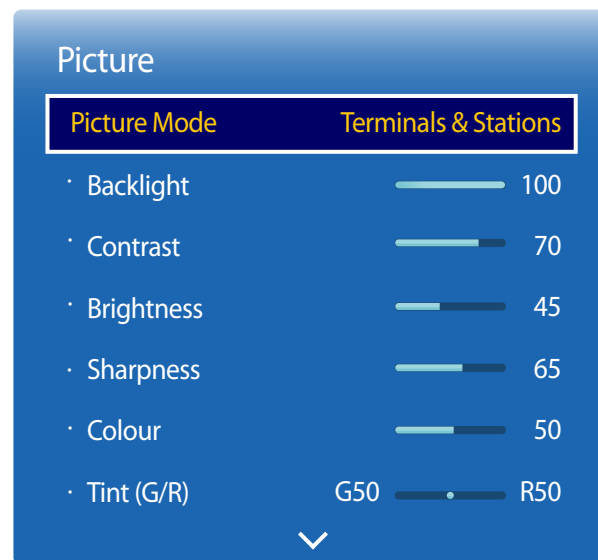 Picture
Picture Mode Terminals & Stations
· Backlight 100
· Contrast 70
· Brightness 45
· Sharpness 65
· Colour 50
· Tint (G/R) G50 R50